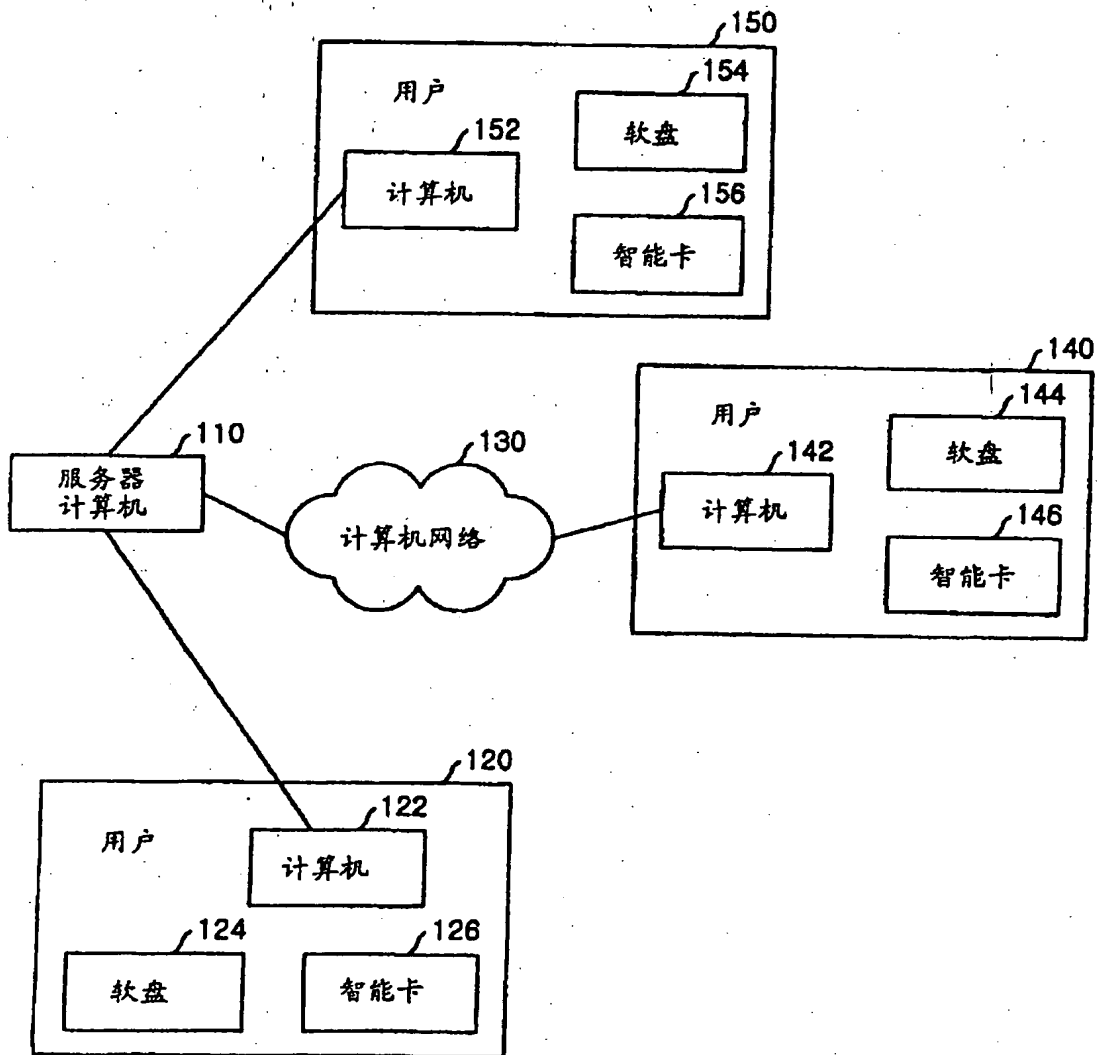 150
用户
154
软盘
152
计算机
156
智能卡
140
用户
144
软盘
142
计算机
146
智能卡
110
服务器
计算机
130
计算机网络
120
用户
122
计算机
124
软盘
126
智能卡